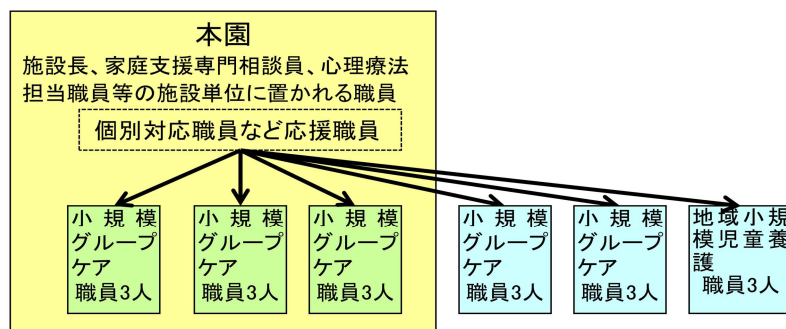 本園
施設長、家庭支援専門相談員、心理療法
担当職員等の施設単位に置かれる職員
個別対応職員など応援職員
小規模
グループ
ケア
職員3人
小規模
グループ
ケア
職員3人
小規模
グループ
ケア
職員3人
小規模
グループ
ケア
職員3人
小規模
グループ
ケア
職員3人
地域小規
模児童養
護
職員3人